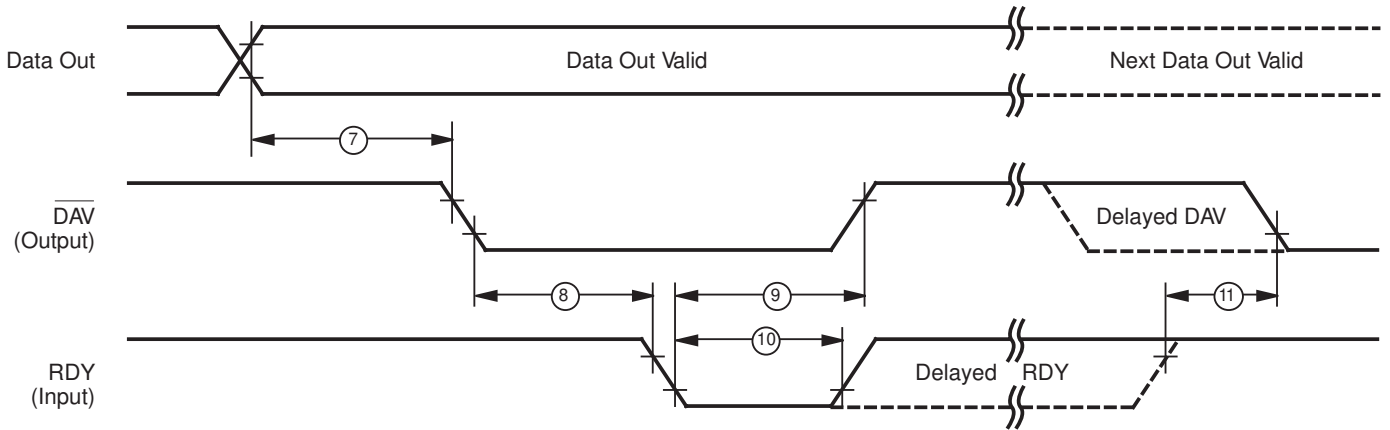 Data Out
Data Out Valid
Next Data Out Valid
7
DAV
(Output)
Delayed DAV
8
9
11
10
RDY
(Input)
Delayed RDY